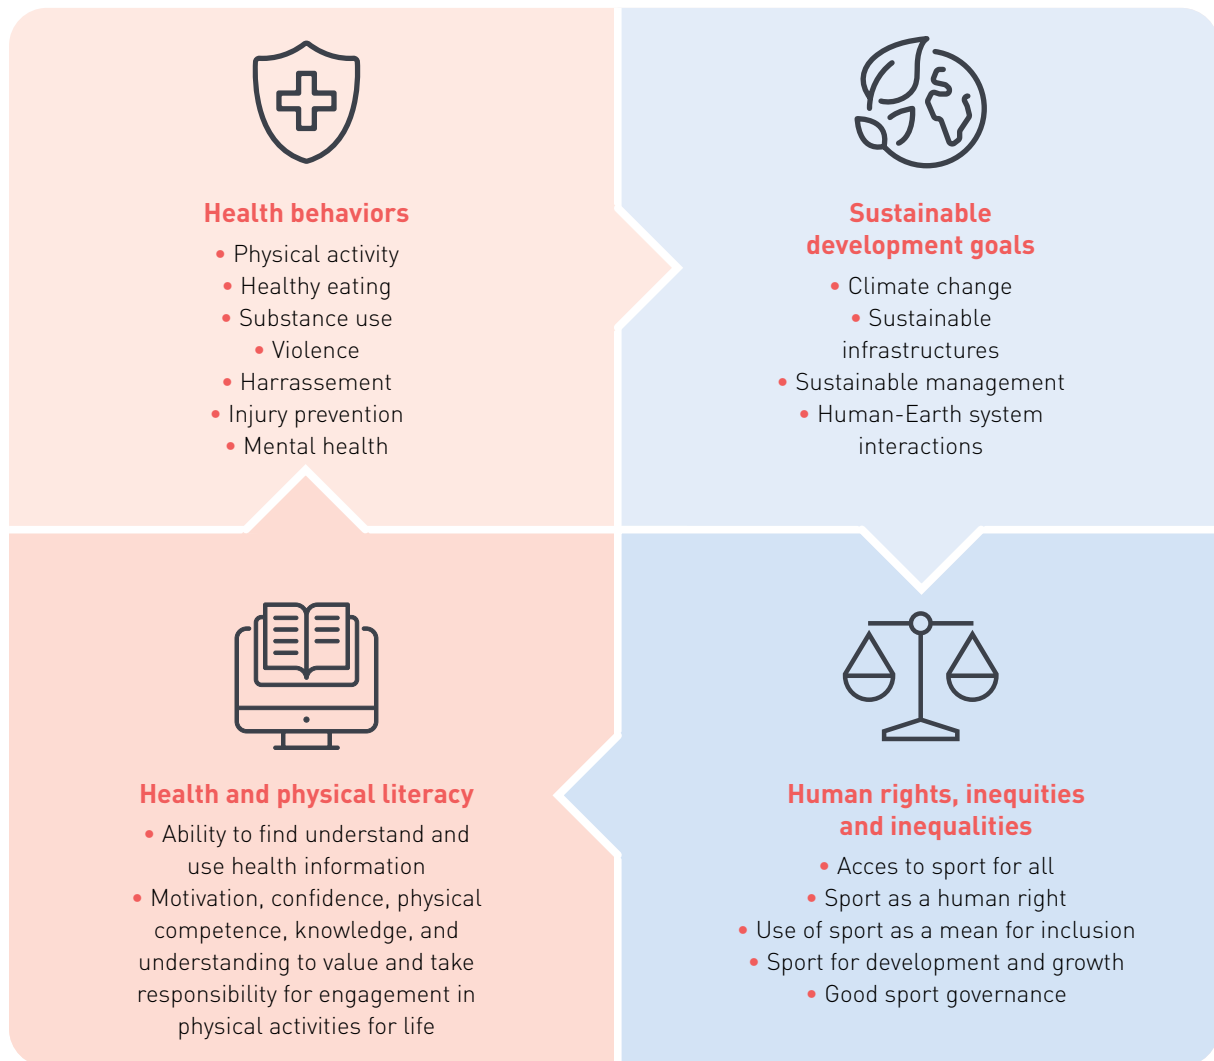 Health behaviors
• Physical activity
• Healthy eating
• Substance use
• Violence
• Harrassement
• Injury prevention
• Mental health
Sustainable
development goals
• Climate change
• Sustainable
infrastructures
• Sustainable management
• Human-Earth system
interactions
Health and physical literacy
• Ability to find understand and
use health information
• Motivation, confidence, physical
competence, knowledge, and
understanding to value and take
responsibility for engagement in
physical activities for life
Human rights, inequities
and inequalities
• Acces to sport for all
• Sport as a human right
• Use of sport as a mean for inclusion
• Sport for development and growth
• Good sport governance